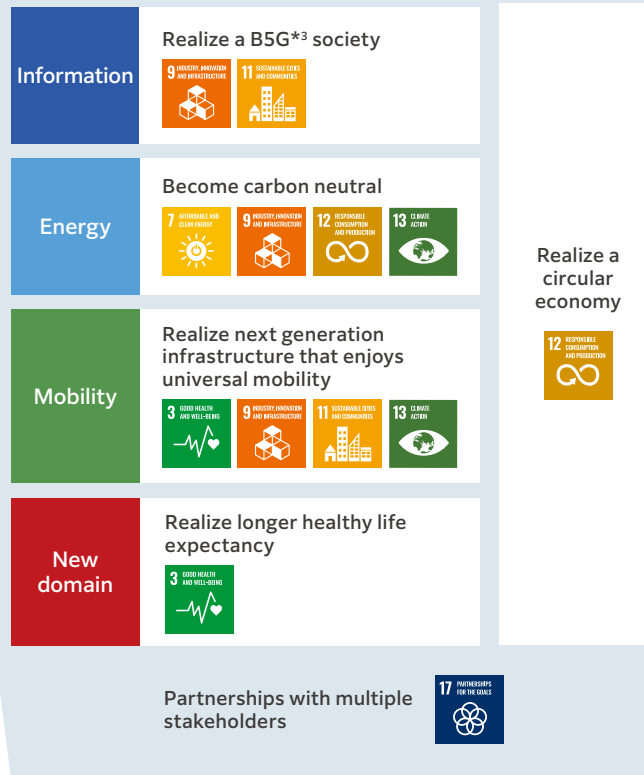 Information
Realize a B5G*³ society
9 INDUSTRY, INNOVATION
AND INFRASTRUCTURE
11 SUSTAINABLE CITIES
AND COMMUNITIES
Energy
Become carbon neutral
7 AFFORDABLE AND
CLEAN ENERGY
9 INDUSTRY, INNOVATION
AND INFRASTRUCTURE
12 RESPONSIBLE
CONSUMPTION
AND PRODUCTION
13 CLIMATE
ACTION
Mobility
Realize next generation
infrastructure that enjoys
universal mobility
3 GOOD HEALTH
AND WELL-BEING
9 INDUSTRY, INNOVATION
AND INFRASTRUCTURE
11 SUSTAINABLE CITIES
AND COMMUNITIES
13 CLIMATE
ACTION
New
domain
Realize longer healthy life
expectancy
3 GOOD HEALTH
AND WELL-BEING
Realize a
circular
economy
12 RESPONSIBLE
CONSUMPTION
AND PRODUCTION
Partnerships with multiple
stakeholders
17 PARTNERSHIPS
FOR THE GOALS